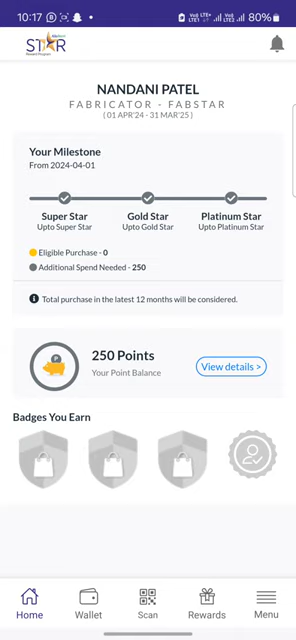 10:17
80%
STAR
NANDANI PATEL
FABRICATOR - FABSTAR
( 01 APR'24 - 31 MAR'25 )
Your Milestone
From 2024-04-01
Super Star Gold Star Platinum Star
Upto Super Star Upto Gold Star Upto Platinum Star
Eligible Purchase - 0
Additional Spend Needed - 250
Total purchase in the latest 12 months will be considered.
250 Points
Your Point Balance
View details >
Badges You Earn
Home Wallet Scan Rewards Menu